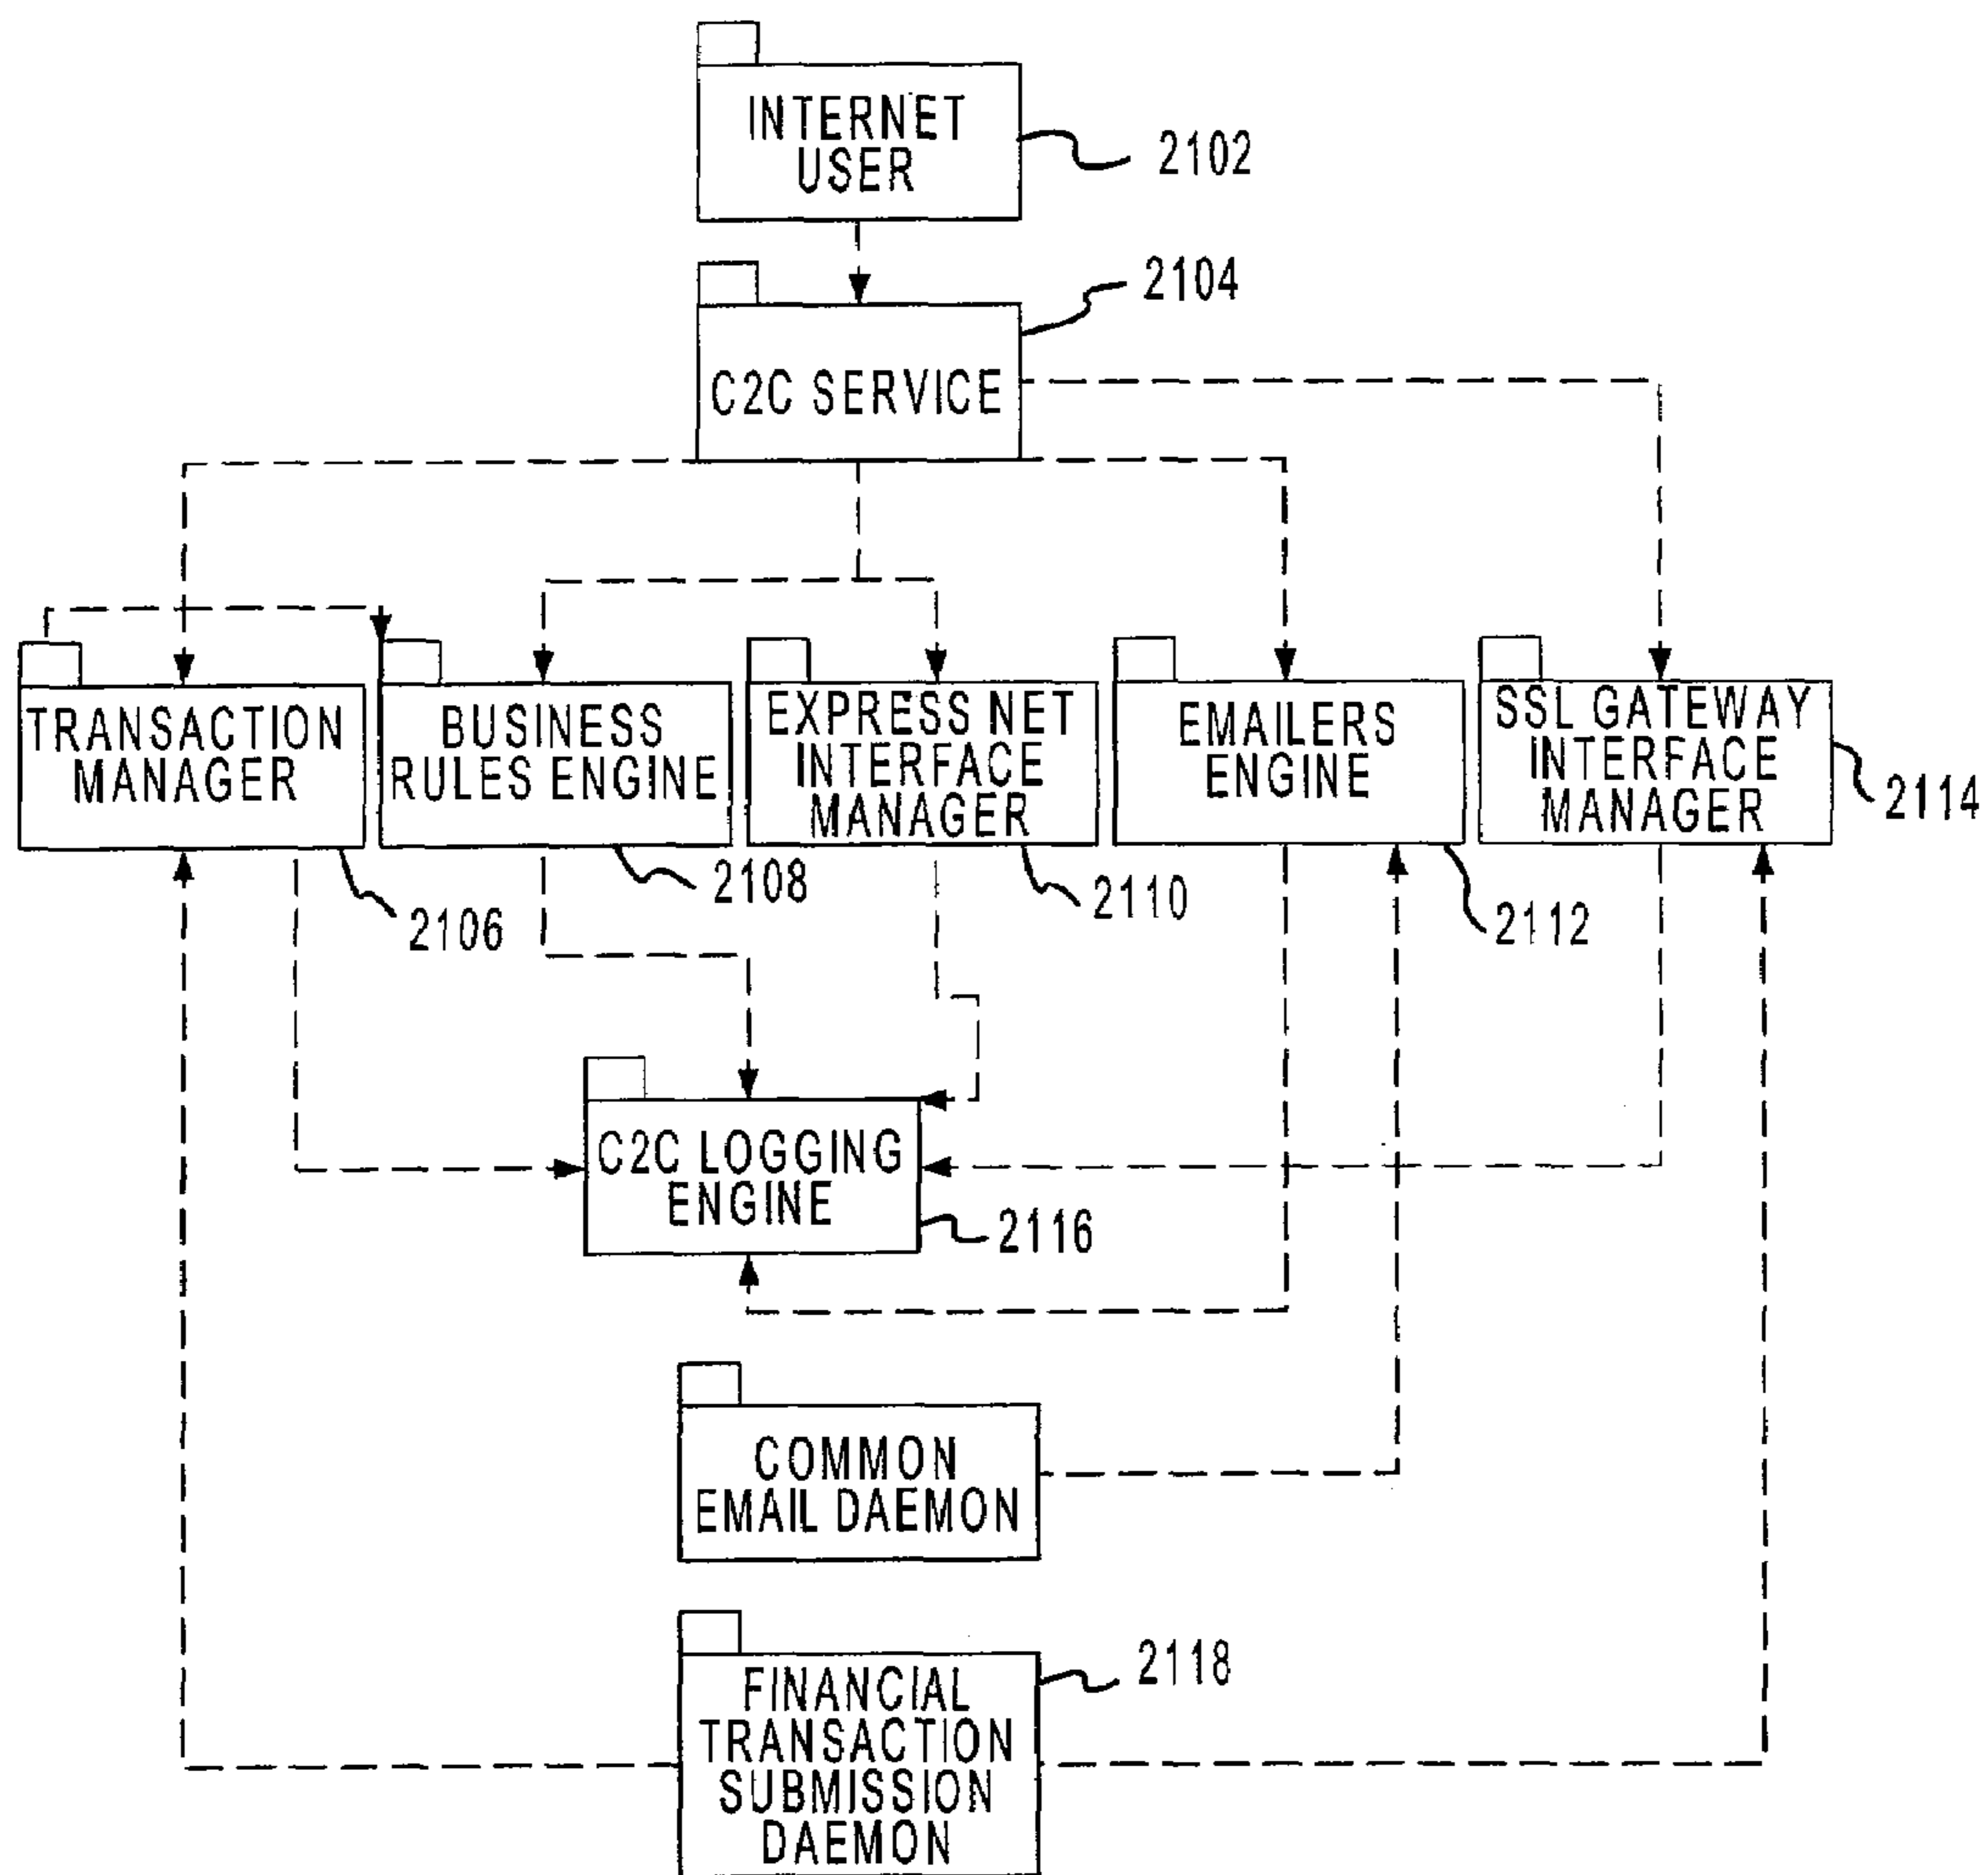 INTERNET
USER
2102
2104
C2C SERVICE
TRANSACTION
MANAGER
2106
BUSINESS
RULES ENGINE
2108
EXPRESS NET
INTERFACE
MANAGER
2110
EMAILERS
ENGINE
2112
SSL GATEWAY
INTERFACE
MANAGER
2114
C2C LOGGING
ENGINE
2116
COMMON
EMAIL DAEMON
2118
FINANCIAL
TRANSACTION
SUBMISSION
DAEMON